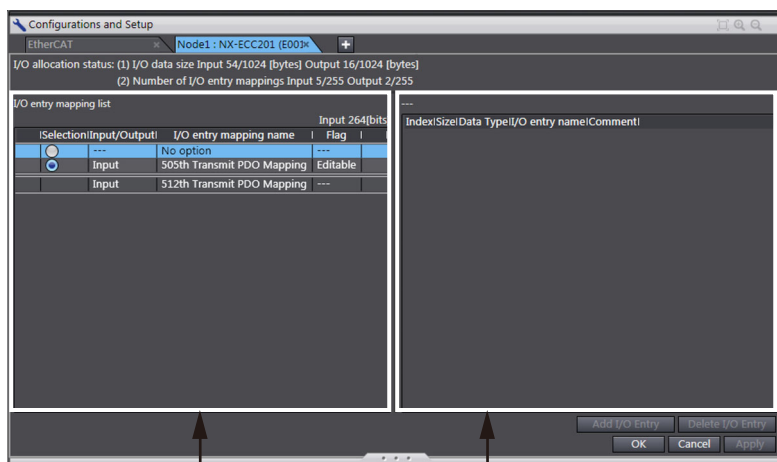 Configurations and Setup
EtherCAT × Node1 : NX-ECC201 (E001× +
I/O allocation status: (1) I/O data size Input 54/1024 [bytes] Output 16/1024 [bytes]
(2) Number of I/O entry mappings Input 5/255 Output 2/255
I/O entry mapping list
Input 264[bits
|Selection|Input/Output| I/O entry mapping name | Flag |
--- No option ---
Input 505th Transmit PDO Mapping Editable
Input 512th Transmit PDO Mapping ---
---
Index|Size|Data Type|I/O entry name|Comment|
Add I/O Entry Delete I/O Entry
OK Cancel Apply